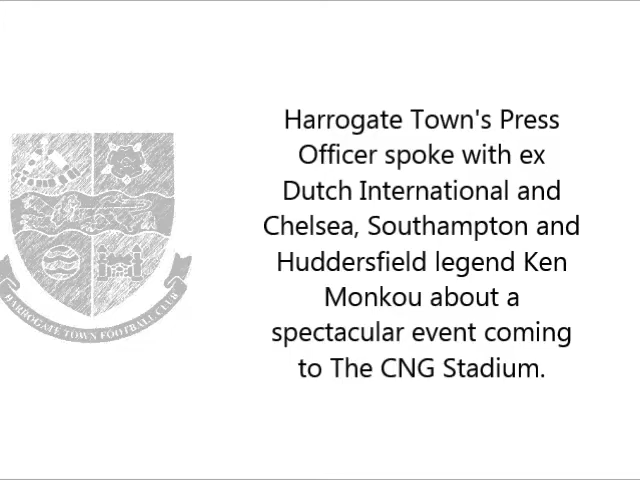 Harrogate Town's Press
Officer spoke with ex
Dutch International and
Chelsea, Southampton and
Huddersfield legend Ken
Monkou about a
spectacular event coming
to The CNG Stadium.
HARROGATE TOWN FOOTBALL CLUB